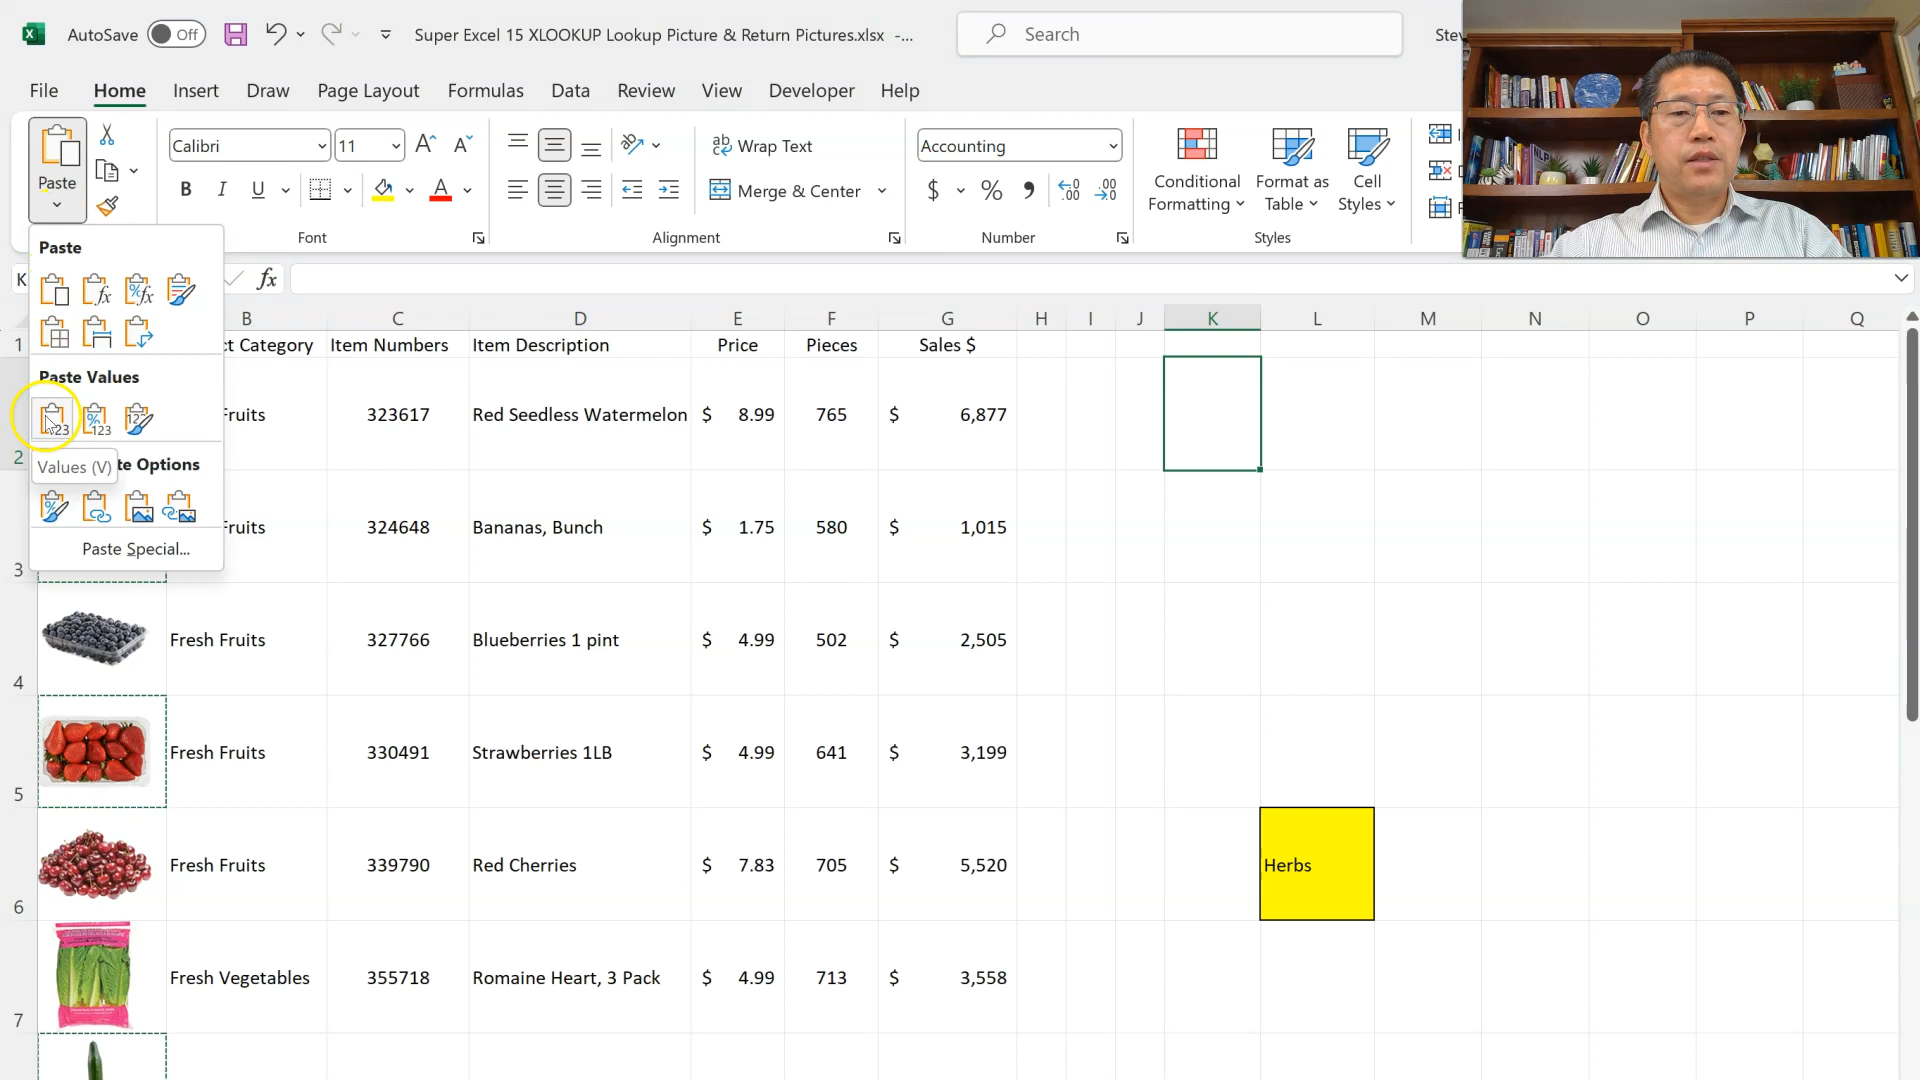 AutoSave Off Super Excel 15 XLOOKUP Lookup Picture & Return Pictures.xlsx -... Search Stev
File Home Insert Draw Page Layout Formulas Data Review View Developer Help
Paste Calibri 11 Wrap Text Accounting Conditional Formatting Format as Table Cell Styles
B I U Merge & Center $ % 9
Font Alignment Number Styles
Paste
K fx
B C D E F G H I J K L M N O P Q
1 t Category Item Numbers Item Description Price Pieces Sales $
Paste Values
2 Fruits 323617 Red Seedless Watermelon $ 8.99 765 $ 6,877
Values (V) te Options
3 Fruits 324648 Bananas, Bunch $ 1.75 580 $ 1,015
Paste Special...
4 Fresh Fruits 327766 Blueberries 1 pint $ 4.99 502 $ 2,505
5 Fresh Fruits 330491 Strawberries 1LB $ 4.99 641 $ 3,199
6 Fresh Fruits 339790 Red Cherries $ 7.83 705 $ 5,520 Herbs
7 Fresh Vegetables 355718 Romaine Heart, 3 Pack $ 4.99 713 $ 3,558